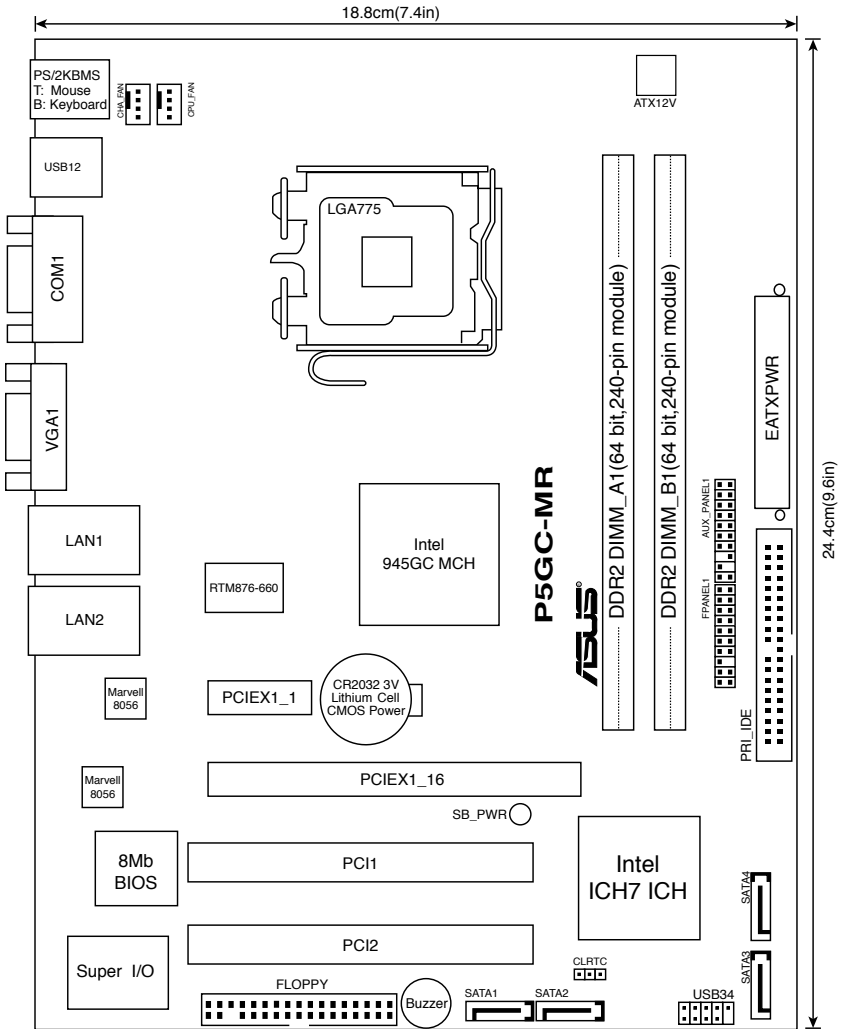 18.8cm(7.4in)
PS/2KBMS
T: Mouse
B: Keyboard
CHA_FAN
CPU_FAN
ATX12V
USB12
LGA775
COM1
DDR2 DIMM_A1(64 bit,240-pin module)
DDR2 DIMM_B1(64 bit,240-pin module)
EATXPWR
24.4cm(9.6in)
VGA1
P5GC-MR
AUX_PANEL1
LAN1
Intel
945GC MCH
RTM876-660
FPANEL1
LAN2
ASUS
®
PRI_IDE
Marvell
8056
PCIEX1_1
CR2032 3V
Lithium Cell
CMOS Power
Marvell
8056
PCIEX1_16
SB_PWR
8Mb
BIOS
PCI1
Intel
ICH7 ICH
SATA4
Super I/O
PCI2
CLRTC
SATA3
FLOPPY
Buzzer
SATA1
SATA2
USB34